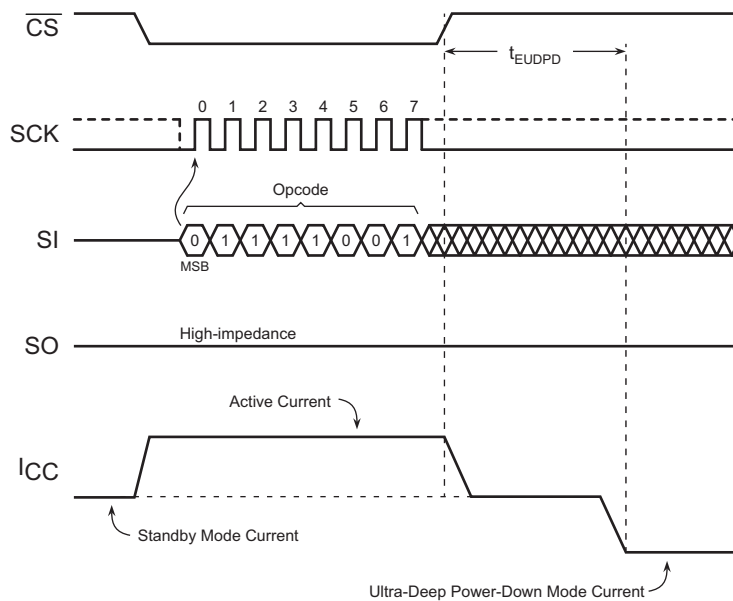 CS
tEUDPD
0 1 2 3 4 5 6 7
SCK
Opcode
SI
0 1 1 1 1 0 0 1
MSB
High-impedance
SO
Active Current
ICC
Standby Mode Current
Ultra-Deep Power-Down Mode Current